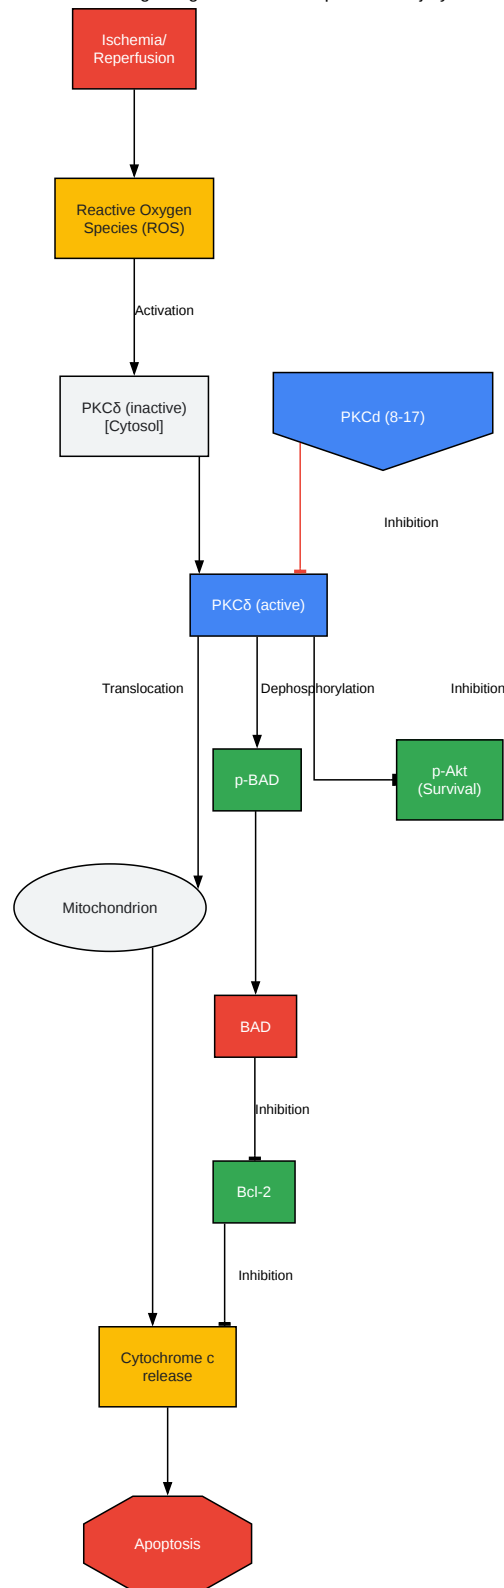 Ischemia/
Reperfusion
Reactive Oxygen
Species (ROS)
Activation
PKCδ (inactive)
[Cytosol]
PKCd (8-17)
Inhibition
PKCδ (active)
Translocation
Dephosphorylation
Inhibition
p-BAD
p-Akt
(Survival)
Mitochondrion
BAD
Inhibition
Bcl-2
Inhibition
Cytochrome c
release
Apoptosis